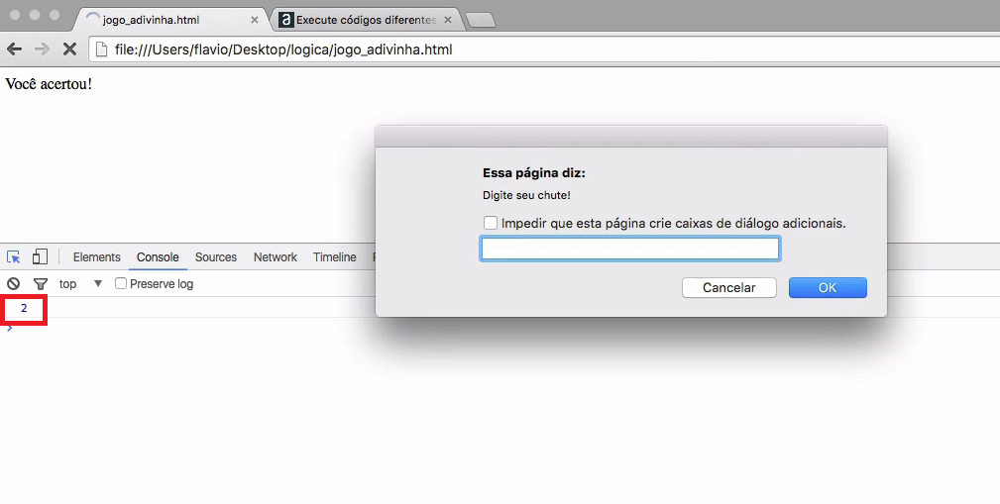 jogo_adivinha.html
a Execute códigos diferentes
file:///Users/flavio/Desktop/logica/jogo_adivinha.html
Você acertou!
Essa página diz:
Digite seu chute!
Impedir que esta página crie caixas de diálogo adicionais.
Cancelar OK
Elements Console Sources Network Timeline
top Preserve log
2